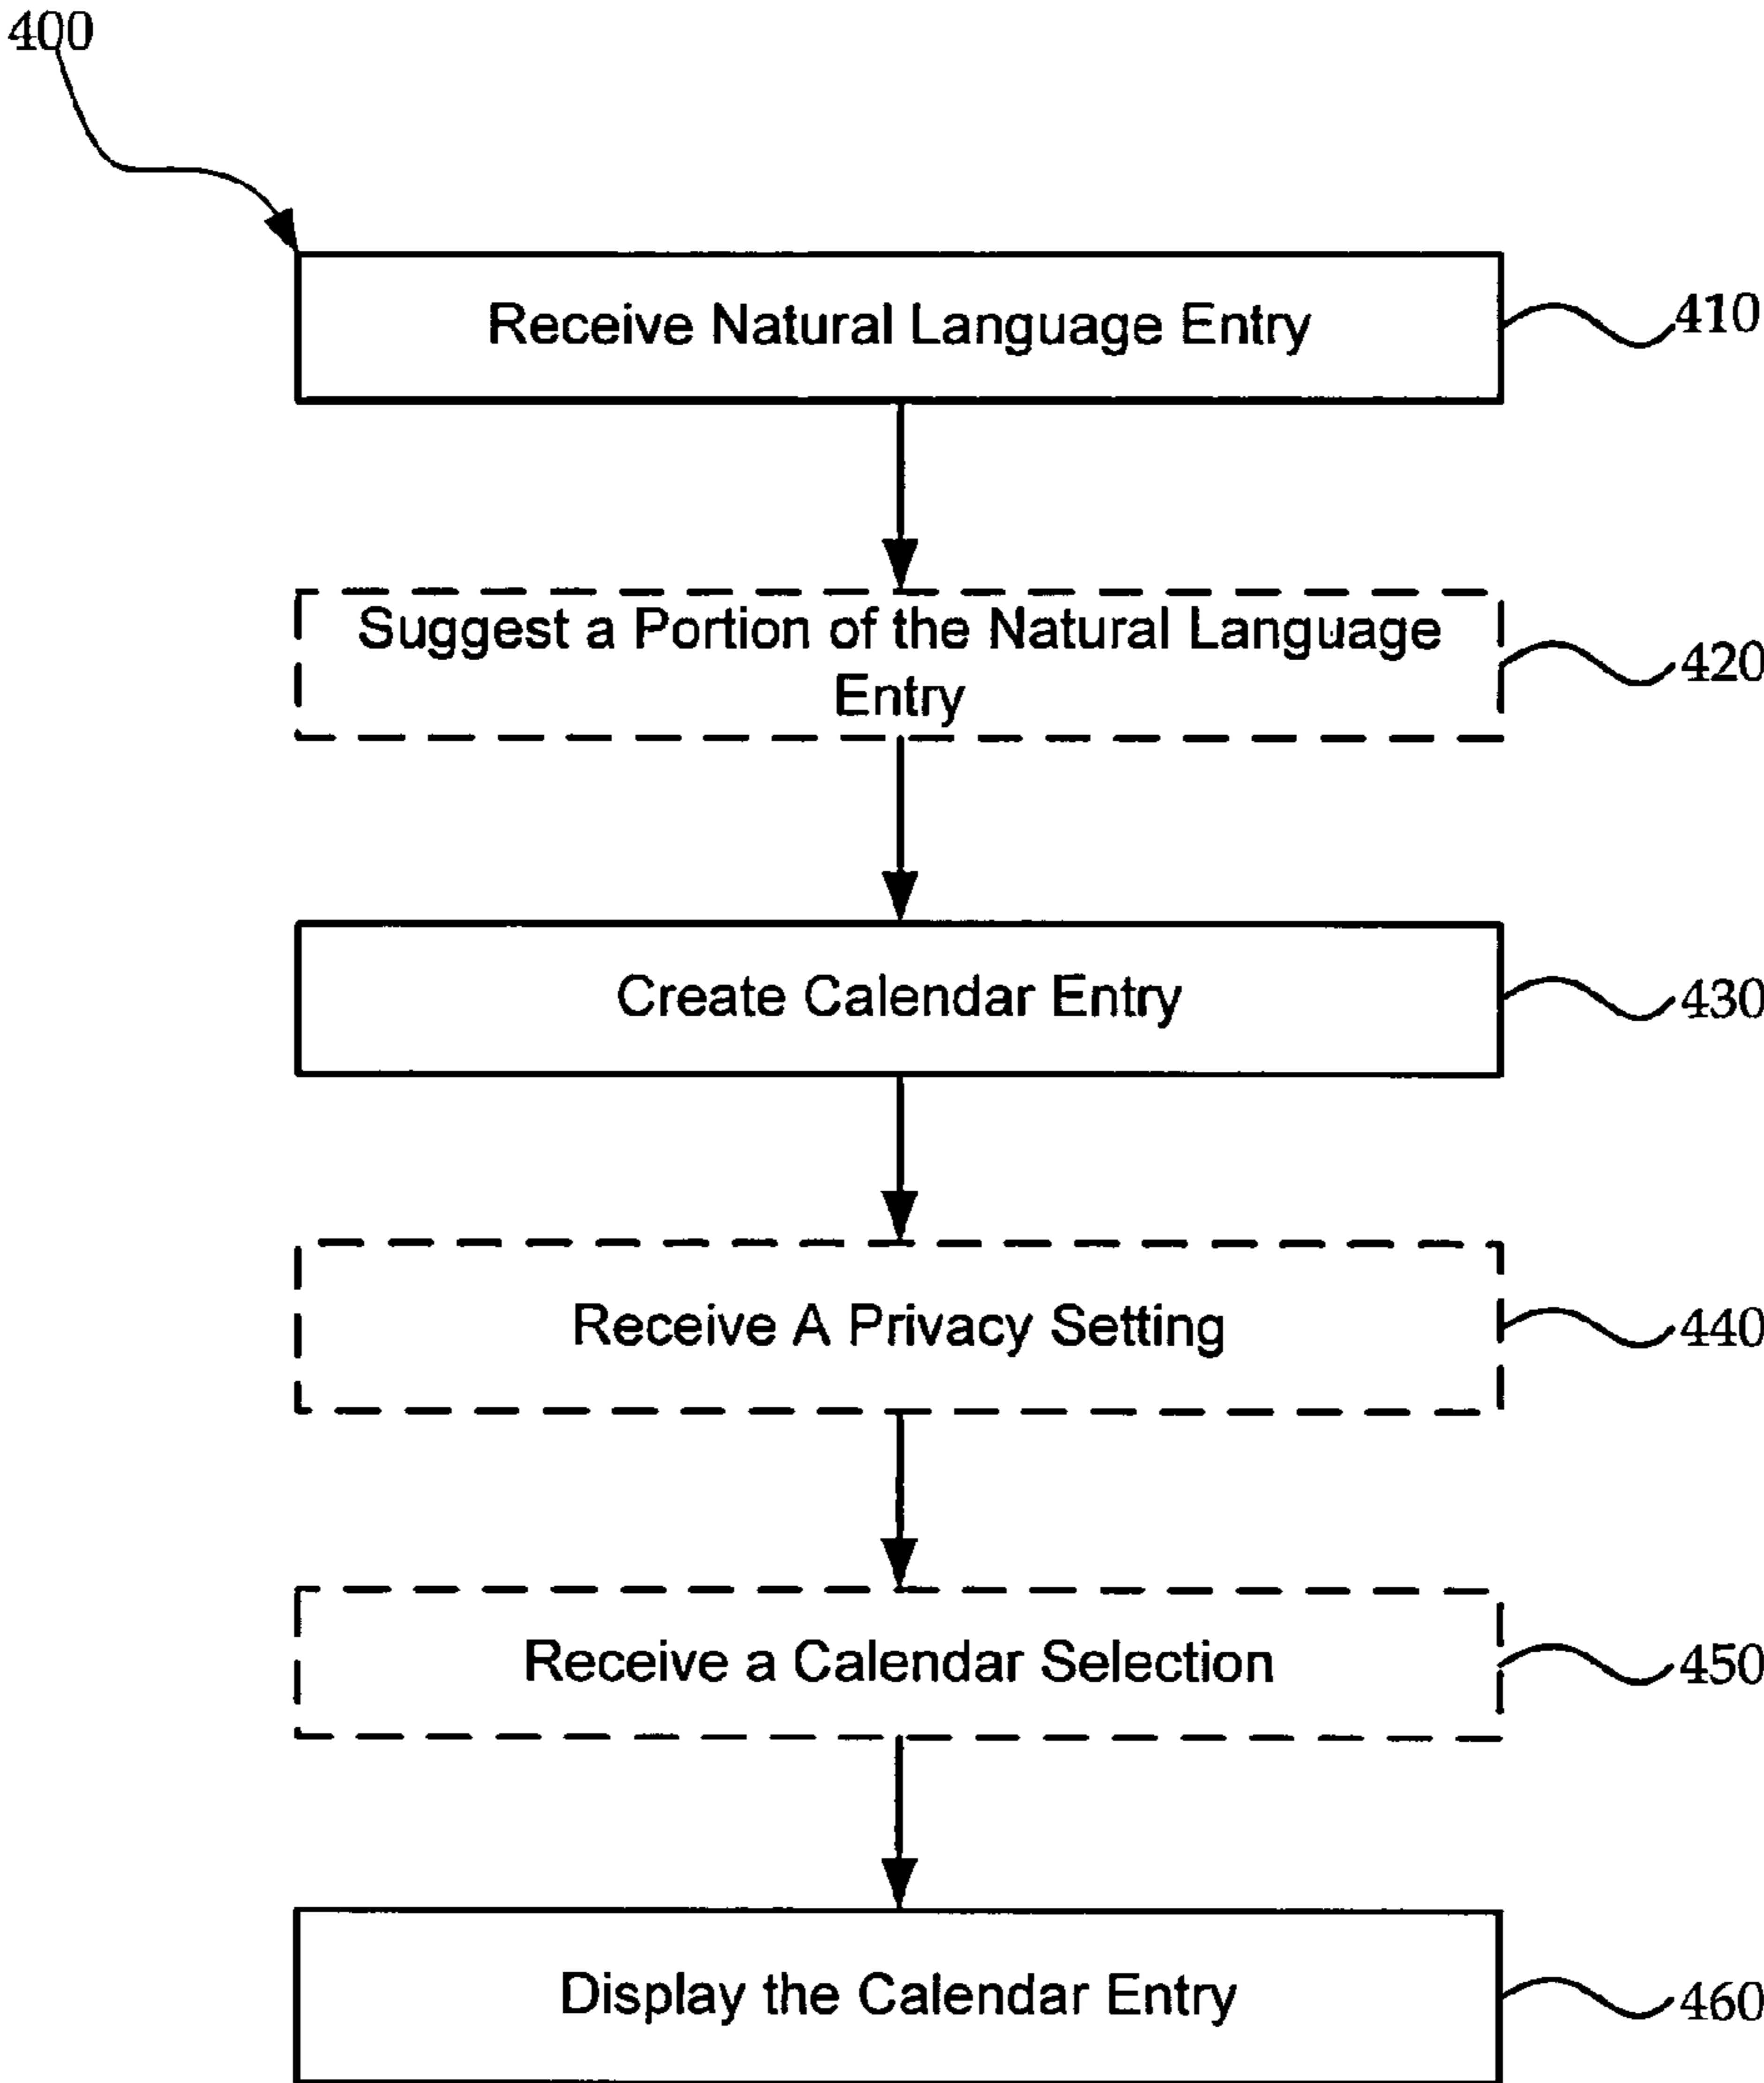 400
Receive Natural Language Entry
410
Suggest a Portion of the Natural Language
Entry
420
Create Calendar Entry
430
Receive A Privacy Setting
440
Receive a Calendar Selection
450
Display the Calendar Entry
460